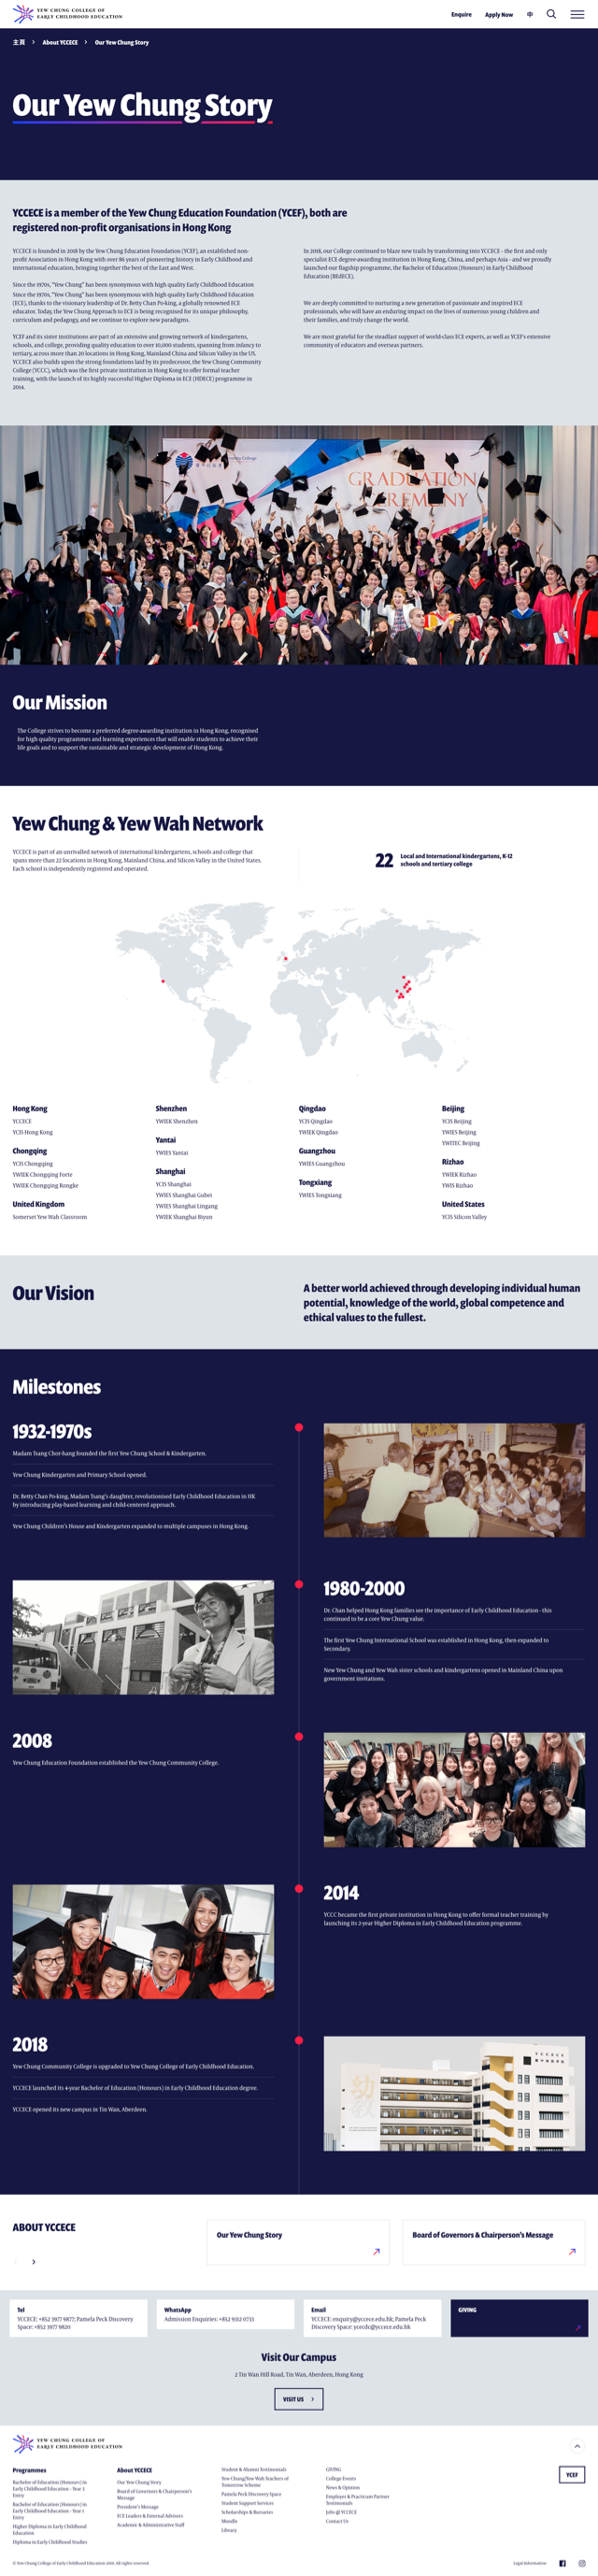 YEW CHUNG COLLEGE OF
EARLY CHILDHOOD EDUCATION
Enquire
Apply Now
中
主頁 > About YCCECE > Our Yew Chung Story
Our Yew Chung Story
YCCECE is a member of the Yew Chung Education Foundation (YCEF), both are
registered non-profit organisations in Hong Kong
YCCECE is founded in 2018 by the Yew Chung Education Foundation (YCEF), an established non-
profit Association in Hong Kong with over 86 years of pioneering history in Early Childhood and
international education, bringing together the best of the East and West.
Since the 1970s, "Yew Chung" has been synonymous with high quality Early Childhood Education
Since the 1970s, "Yew Chung" has been synonymous with high quality Early Childhood Education
(ECE), thanks to the visionary leadership of Dr. Betty Chan Po-king, a globally renowned ECE
educator. Today, the Yew Chung Approach to ECE is being recognised for its unique philosophy,
curriculum and pedagogy, and we continue to explore new paradigms.
YCEF and its sister institutions are part of an extensive and growing network of kindergartens,
schools, and college, providing quality education to over 10,000 students, spanning from infancy to
tertiary, across more than 20 locations in Hong Kong, Mainland China and Silicon Valley in the US.
YCCECE also builds upon the strong foundations laid by its predecessor, the Yew Chung Community
College (YCCC), which was the first private institution in Hong Kong to offer formal teacher
training, with the launch of its highly successful Higher Diploma in ECE (HDECE) programme in
2014.
In 2018, our College continued to blaze new trails by transforming into YCCECE - the first and only
specialist ECE degree-awarding institution in Hong Kong, China, and perhaps Asia – and we proudly
launched our flagship programme, the Bachelor of Education (Honours) in Early Childhood
Education (BEdECE).
We are deeply committed to nurturing a new generation of passionate and inspired ECE
professionals, who will have an enduring impact on the lives of numerous young children and
their families, and truly change the world.
We are most grateful for the steadfast support of world-class ECE experts, as well as YCEF's extensive
community of educators and overseas partners.
GRADUATION
CEREMONY
Our Mission
The College strives to become a preferred degree-awarding institution in Hong Kong, recognised
for high quality programmes and learning experiences that will enable students to achieve their
life goals and to support the sustainable and strategic development of Hong Kong.
Yew Chung & Yew Wah Network
YCCECE is part of an unrivalled network of international kindergartens, schools and college that
spans more than 22 locations in Hong Kong, Mainland China, and Silicon Valley in the United States.
Each school is independently registered and operated.
22
Local and International kindergartens, K-12
schools and tertiary college
Hong Kong
YCCECE
YCIS Hong Kong
Chongqing
YCIS Chongqing
YWIEK Chongqing Forte
YWIEK Chongqing Rongke
United Kingdom
Somerset Yew Wah Classroom
Shenzhen
YWIEK Shenzhen
Yantai
YWIES Yantai
Shanghai
YCIS Shanghai
YWIES Shanghai Gubei
YWIES Shanghai Lingang
YWIEK Shanghai Biyun
Qingdao
YCIS Qingdao
YWIEK Qingdao
Guangzhou
YWIES Guangzhou
Tongxiang
YWIES Tongxiang
Beijing
YCIS Beijing
YWIES Beijing
YWITEC Beijing
Rizhao
YWIEK Rizhao
YWIS Rizhao
United States
YCIS Silicon Valley
Our Vision
A better world achieved through developing individual human
potential, knowledge of the world, global competence and
ethical values to the fullest.
Milestones
1932-1970s
Madam Tsang Chor-hang founded the first Yew Chung School & Kindergarten.
Yew Chung Kindergarten and Primary School opened.
Dr. Betty Chan Po-king, Madam Tsang's daughter, revolutionised Early Childhood Education in HK
by introducing play-based learning and child-centered approach.
Yew Chung Children's House and Kindergarten expanded to multiple campuses in Hong Kong.
1980-2000
Dr. Chan helped Hong Kong families see the importance of Early Childhood Education - this
continued to be a core Yew Chung value.
The first Yew Chung International School was established in Hong Kong, then expanded to
Secondary.
New Yew Chung and Yew Wah sister schools and kindergartens opened in Mainland China upon
government invitations.
2008
Yew Chung Education Foundation established the Yew Chung Community College.
2014
YCCC became the first private institution in Hong Kong to offer formal teacher training by
launching its 2-year Higher Diploma in Early Childhood Education programme.
2018
Yew Chung Community College is upgraded to Yew Chung College of Early Childhood Education.
YCCECE launched its 4-year Bachelor of Education (Honours) in Early Childhood Education degree.
YCCECE opened its new campus in Tin Wan, Aberdeen.
ABOUT YCCECE
Our Yew Chung Story
Board of Governors & Chairperson's Message
Tel
YCCECE: +852 3977 9877; Pamela Peck Discovery
Space: +852 3977 9820
WhatsApp
Admission Enquiries: +852 9312 0733
Email
YCCECE: enquiry@yccece.edu.hk; Pamela Peck
Discovery Space: ycecdc@yccece.edu.hk
GIVING
Visit Our Campus
2 Tin Wan Hill Road, Tin Wan, Aberdeen, Hong Kong
VISIT US >
YEW CHUNG COLLEGE OF
EARLY CHILDHOOD EDUCATION
Programmes
Bachelor of Education (Honours) in
Early Childhood Education – Year 3
Entry
Bachelor of Education (Honours) in
Early Childhood Education – Year 1
Entry
Higher Diploma in Early Childhood
Education
Diploma in Early Childhood Studies
About YCCECE
Our Yew Chung Story
Board of Governors & Chairperson's
Message
President's Message
ECE Leaders & External Advisors
Academic & Administrative Staff
Student & Alumni Testimonials
Yew Chung/Yew Wah Teachers of
Tomorrow Scheme
Pamela Peck Discovery Space
Student Support Services
Scholarships & Bursaries
Moodle
Library
GIVING
College Events
News & Opinion
Employer & Practicum Partner
Testimonials
Jobs @ YCCECE
Contact Us
YCEF
© Yew Chung College of Early Childhood Education 2019. All rights reserved
Legal Information